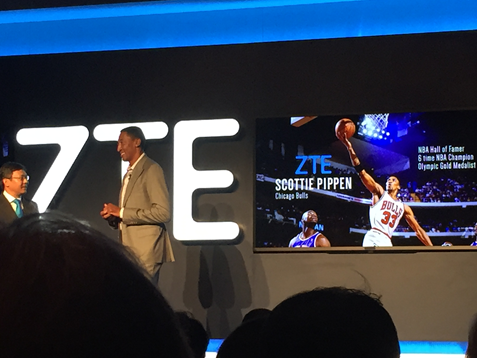 ZTE
ZTE
SCOTTIE PIPPEN
Chicago Bulls
NBA Hall of Famer
6 time NBA Champion
Olympic Gold Medalist
BULLS
33